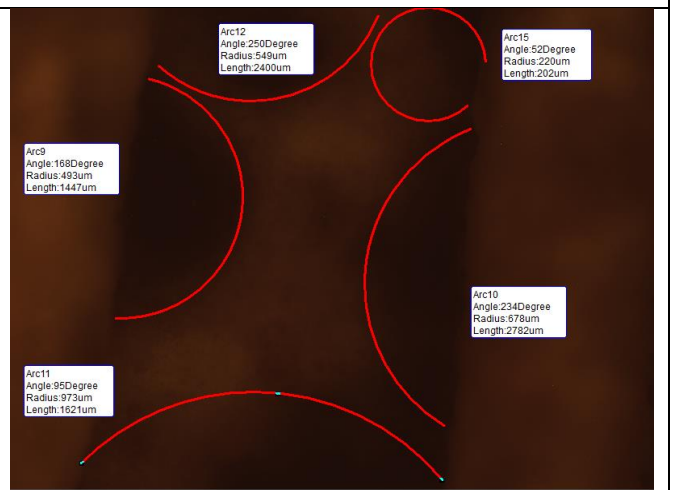 Arc12
Angle:250Degree
Radius:549um
Length:2400um
Arc15
Angle:52Degree
Radius:220um
Length:202um
Arc9
Angle:168Degree
Radius:493um
Length:1447um
Arc10
Angle:234Degree
Radius:678um
Length:2782um
Arc11
Angle:95Degree
Radius:973um
Length:1621um